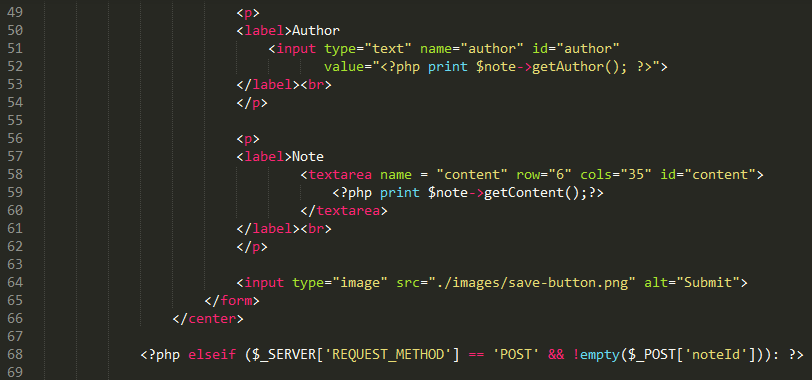 49 <p>
50 <label>Author
51 <input type="text" name="author" id="author"
52 value="<?php print $note->getAuthor(); ?>">
53 </label><br>
54 </p>
55
56 <p>
57 <label>Note
58 <textarea name = "content" row="6" cols="35" id="content">
59 <?php print $note->getContent();?>
60 </textarea>
61 </label><br>
62 </p>
63
64 <input type="image" src="./images/save-button.png" alt="Submit">
65 </form>
66 </center>
67
68 <?php elseif ($_SERVER['REQUEST_METHOD'] == 'POST' && !empty($_POST['noteId'])): ?>
69